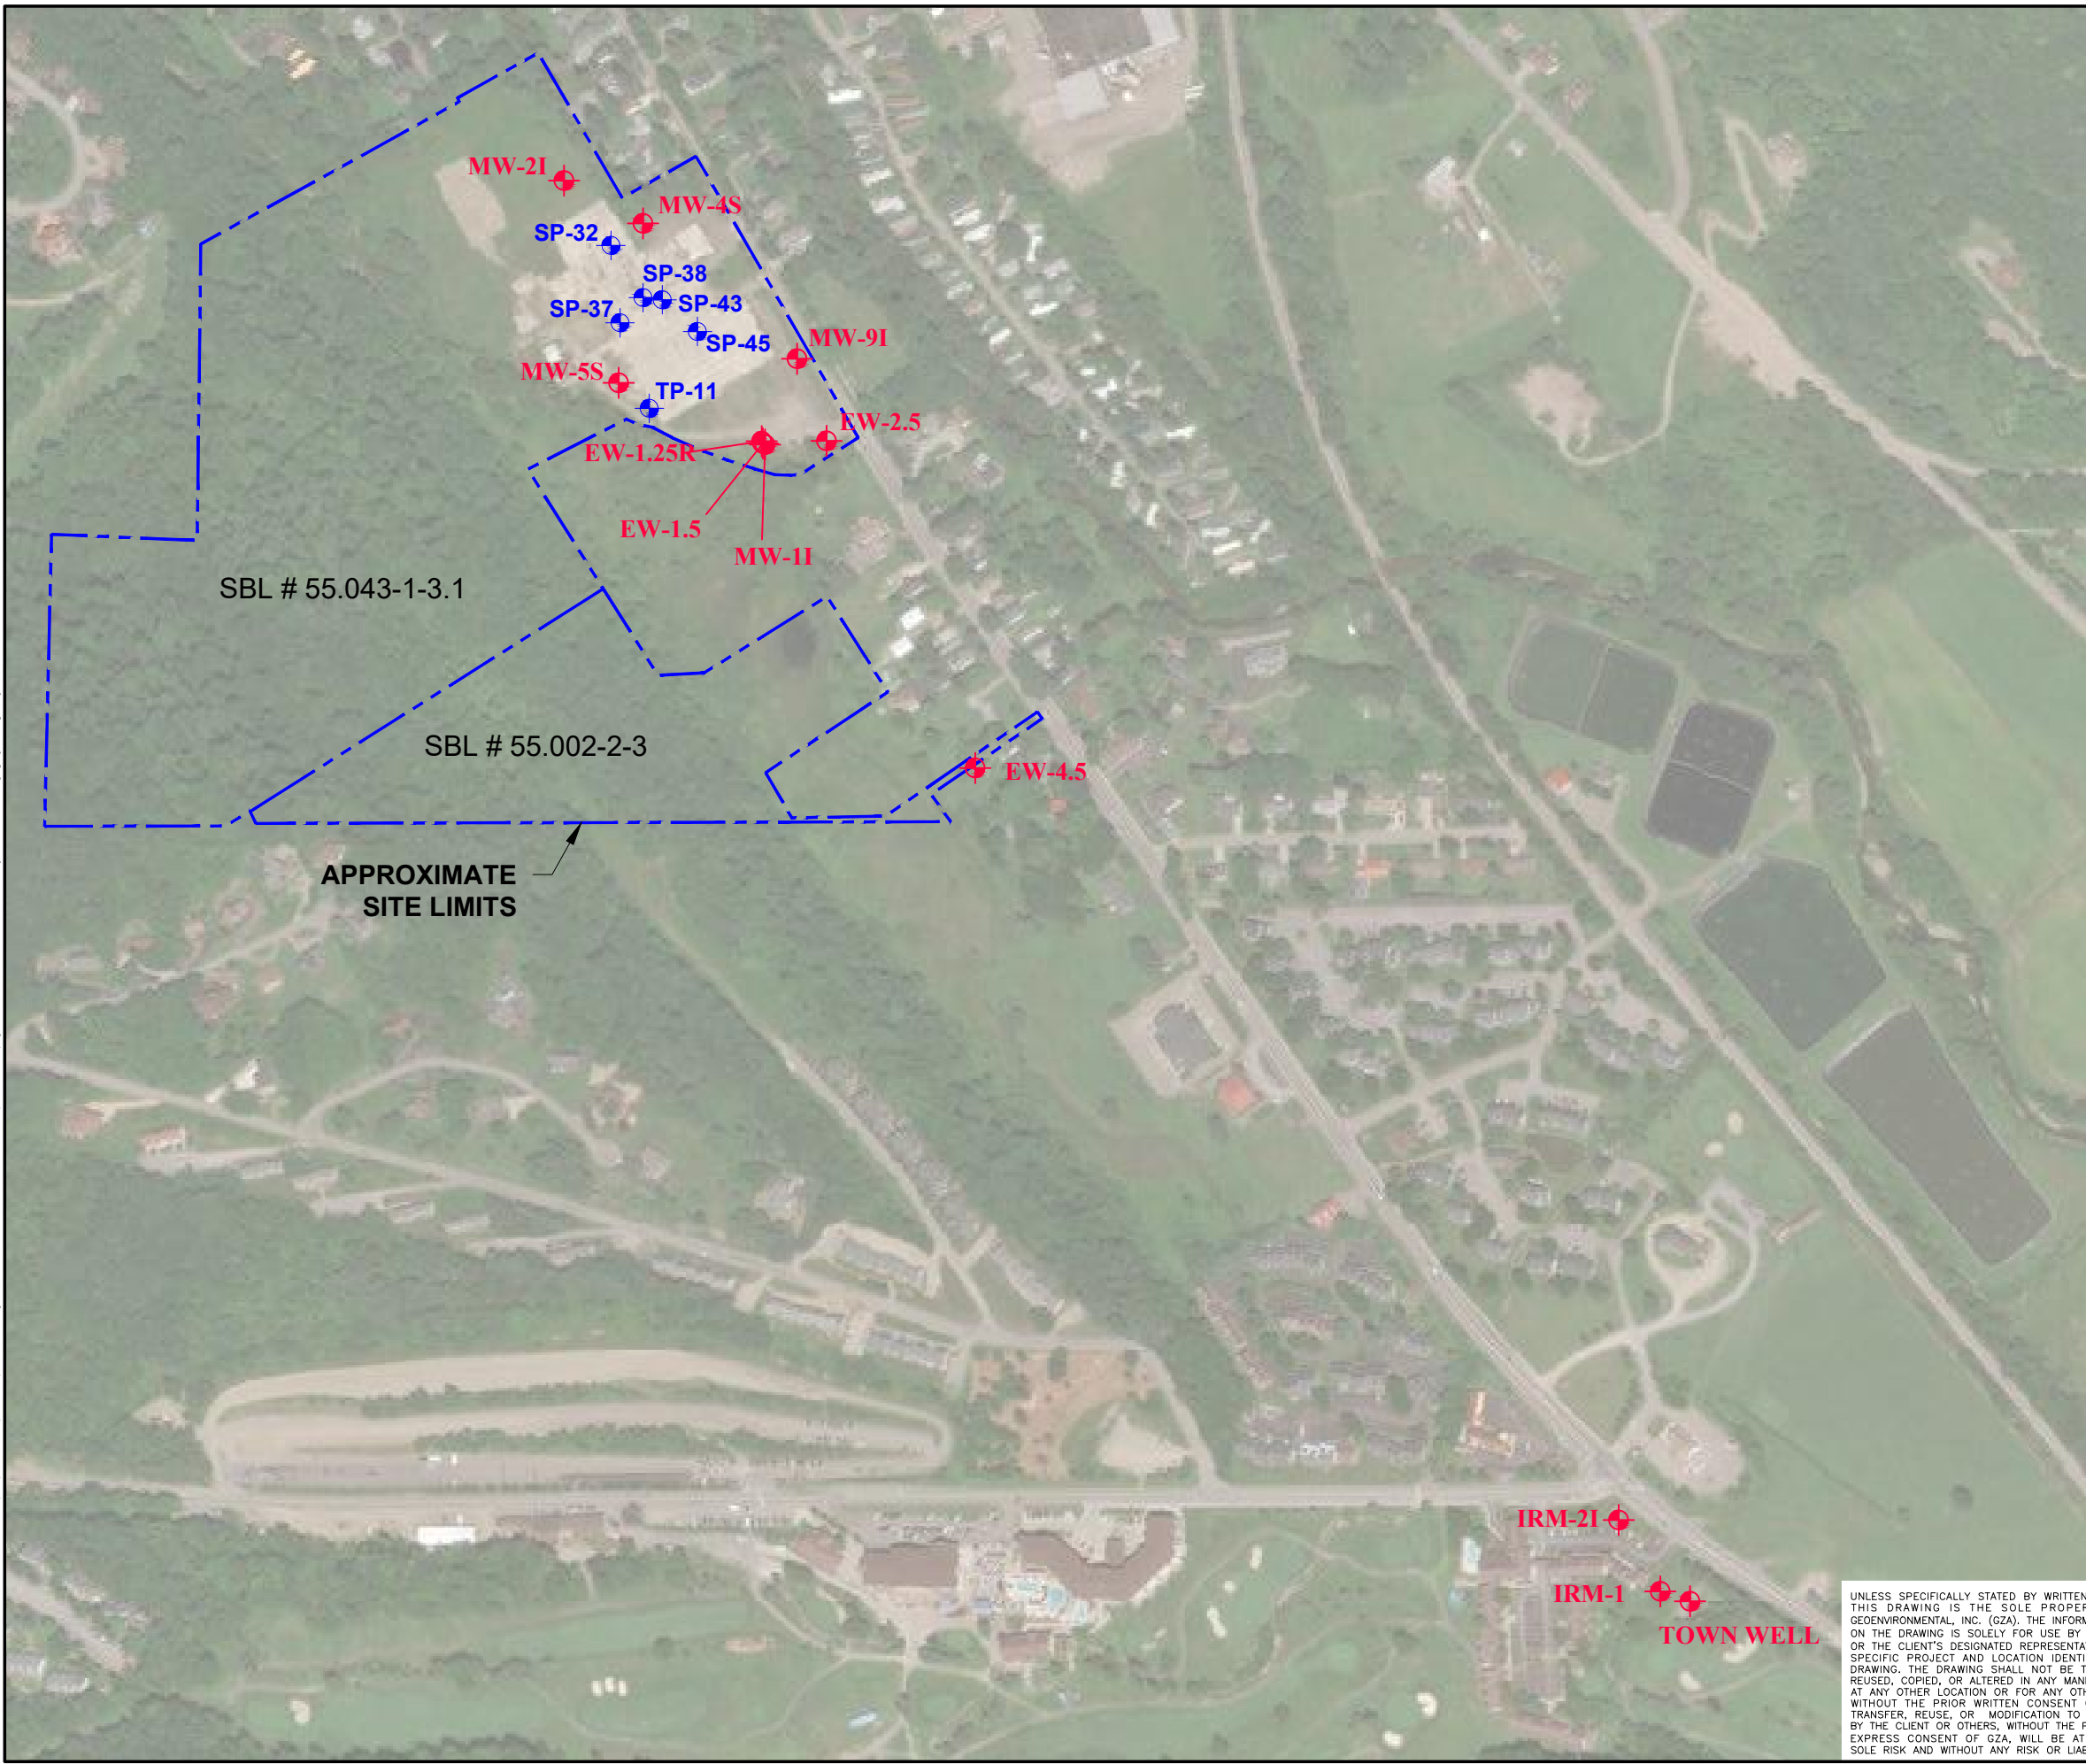 MW-2I
MW-4S
SP-32
SP-38
SP-43
SP-37
SP-45
MW-9I
MW-5S
TP-11
EW-2.5
EW-1.25R
EW-1.5
MW-1I
SBL # 55.043-1-3.1
SBL # 55.002-2-3
EW-4.5
APPROXIMATE
SITE LIMITS
IRM-2I
IRM-1
TOWN WELL
UNLESS SPECIFICALLY STATED BY WRITTEN
THIS DRAWING IS THE SOLE PROPER
GEOENVIRONMENTAL, INC. (GZA). THE INFORM
ON THE DRAWING IS SOLELY FOR USE BY
OR THE CLIENT'S DESIGNATED REPRESENTA
SPECIFIC PROJECT AND LOCATION IDENTI
DRAWING. THE DRAWING SHALL NOT BE T
REUSED, COPIED, OR ALTERED IN ANY MAN
AT ANY OTHER LOCATION OR FOR ANY OTH
WITHOUT THE PRIOR WRITTEN CONSENT
TRANSFER, REUSE, OR MODIFICATION TO
BY THE CLIENT OR OTHERS, WITHOUT THE P
EXPRESS CONSENT OF GZA, WILL BE AT
SOLE RISK AND WITHOUT ANY RISK OR LIAB